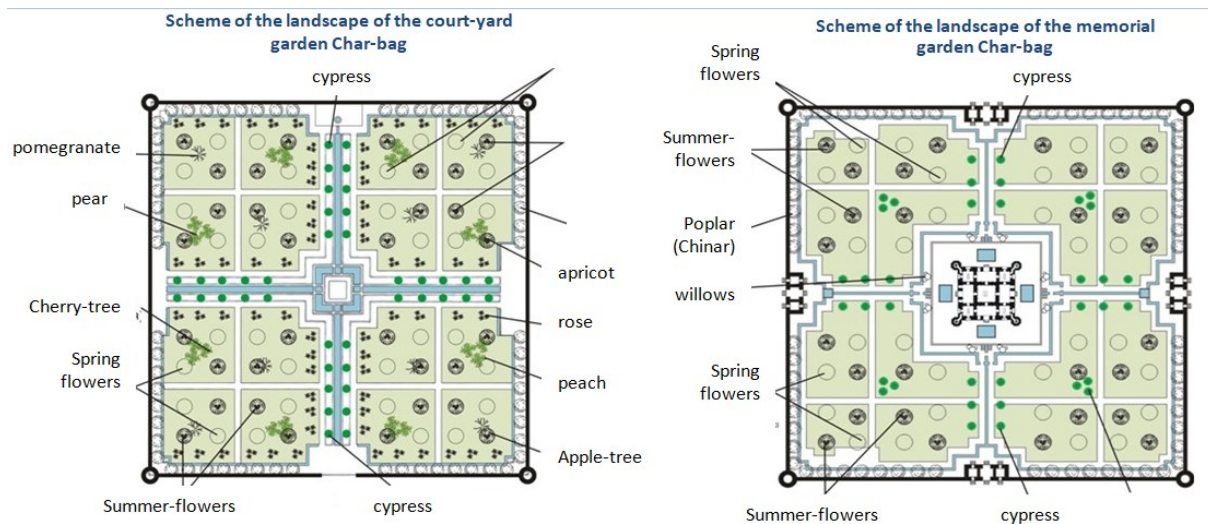 Scheme of the landscape of the court-yard
garden Char-bag
cypress
pomegranate
pear
apricot
Cherry-tree
rose
Spring
flowers
peach
Apple-tree
Summer-flowers
cypress
Scheme of the landscape of the memorial
garden Char-bag
Spring
flowers
cypress
Summer-
flowers
Poplar
(Chinar)
willows
Spring
flowers
Summer-flowers
cypress